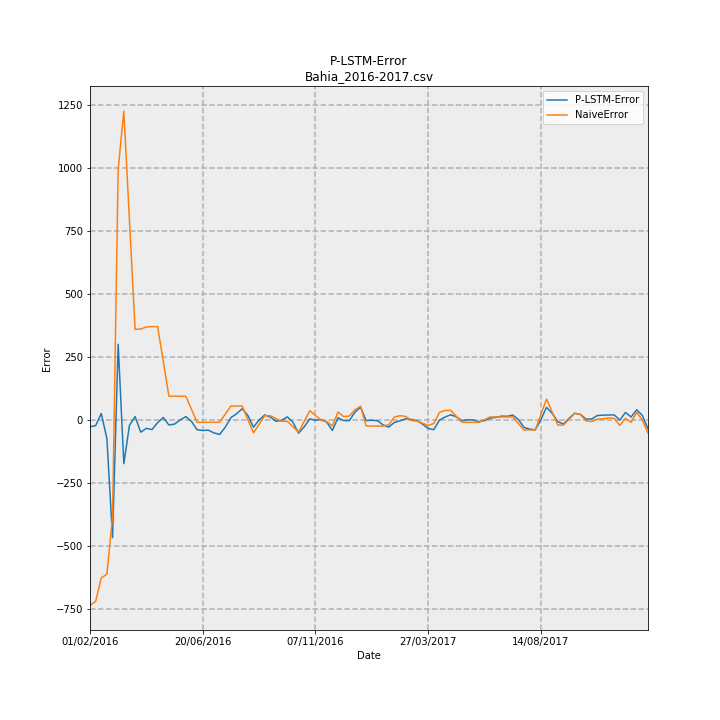 P-LSTM-Error
Bahia_2016-2017.csv
P-LSTM-Error
NaiveError
1250
1000
750
500
250
0
−250
−500
−750
Error
01/02/2016 20/06/2016 07/11/2016 27/03/2017 14/08/2017
Date